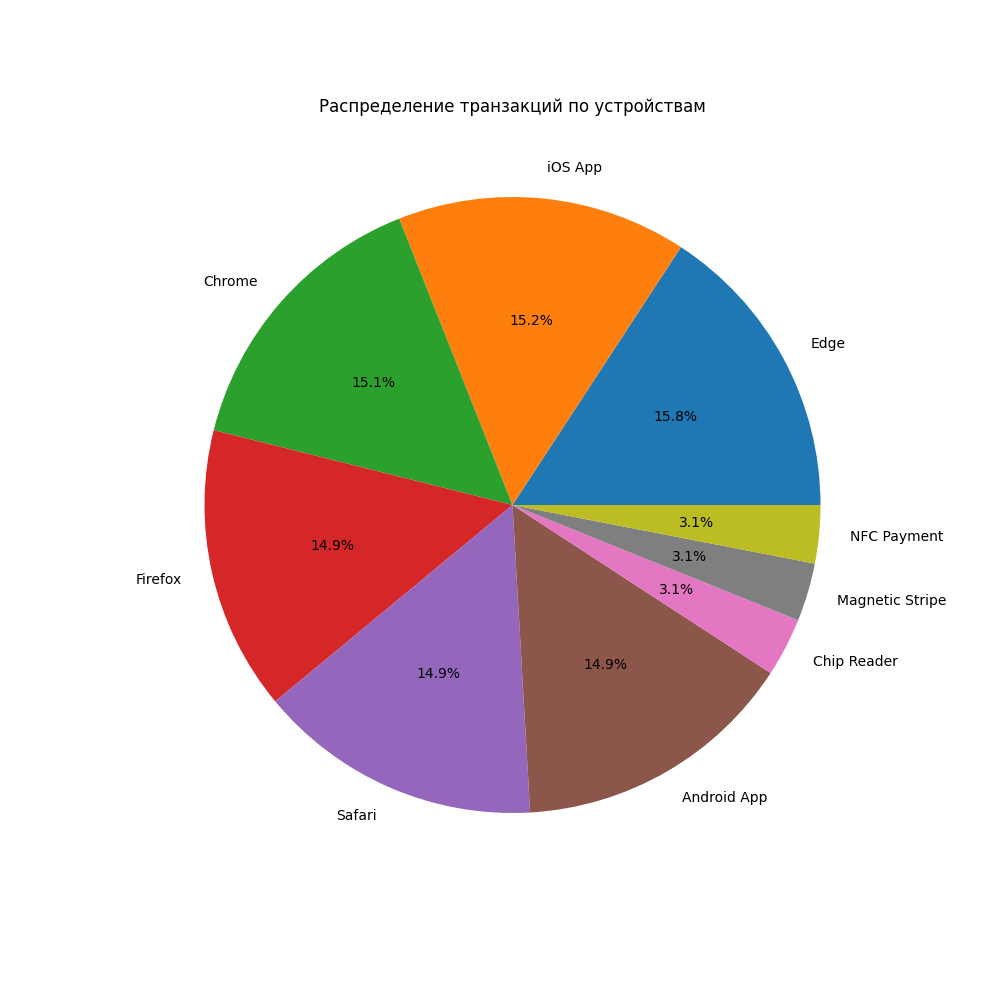 Распределение транзакций по устройствам
iOS App
Chrome
15.2%
Edge
15.1%
15.8%
3.1%
NFC Payment
14.9%
3.1%
Firefox
3.1%
Magnetic Stripe
14.9%
14.9%
Chip Reader
Android App
Safari